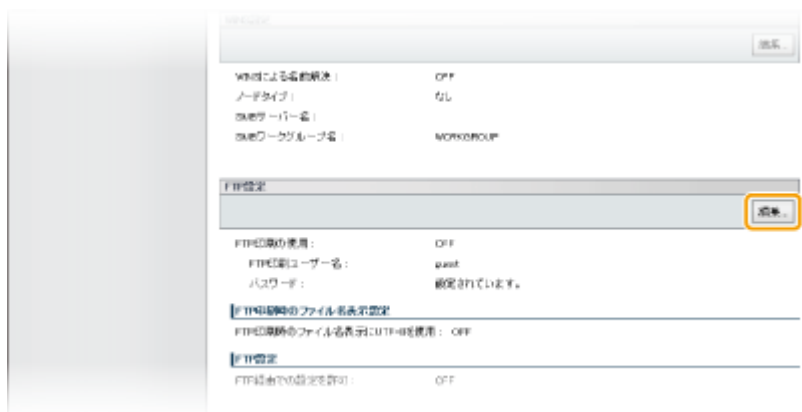 編集...
WINSによる名前解決： OFF
ノードタイプ： なし
SMBサーバー名：
SMBワークグループ名： WORKGROUP
FTP設定
編集...
FTP印刷の使用： OFF
FTP印刷ユーザー名： guest
パスワード： 設定されています。
FTP印刷時のファイル名表示設定
FTP印刷時のファイル名表示にUTF-8を使用： OFF
FTP設定
FTP経由での設定を許可： OFF